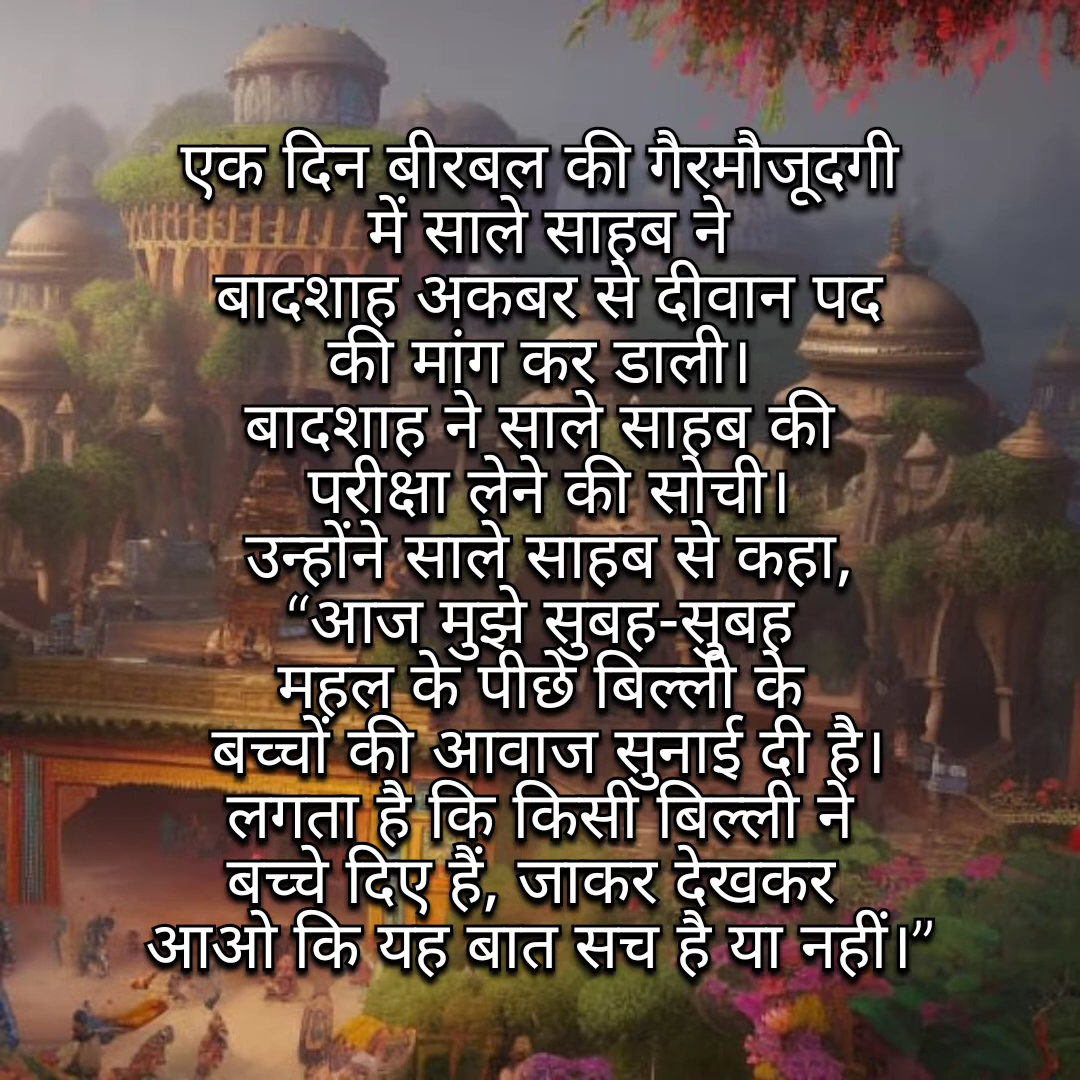 एक दिन बीरबल की गैरमौजूदगी
में साले साहब ने
बादशाह अकबर से दीवान पद
की मांग कर डाली।
बादशाह ने साले साहब की
परीक्षा लेने की सोची।
उन्होंने साले साहब से कहा,
“आज मुझे सुबह-सुबह
महल के पीछे बिल्ली के
बच्चों की आवाज सुनाई दी है।
लगता है कि किसी बिल्ली ने
बच्चे दिए हैं, जाकर देखकर
आओ कि यह बात सच है या नहीं।”